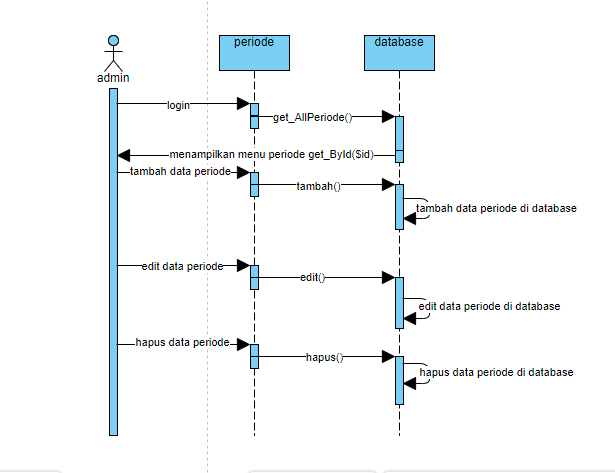 periode
database
admin
login
get_AllPeriode()
menampilkan menu periode get_ById($id)
tambah data periode
tambah()
tambah data periode di database
edit data periode
edit()
edit data periode di database
hapus data periode
hapus()
hapus data periode di database